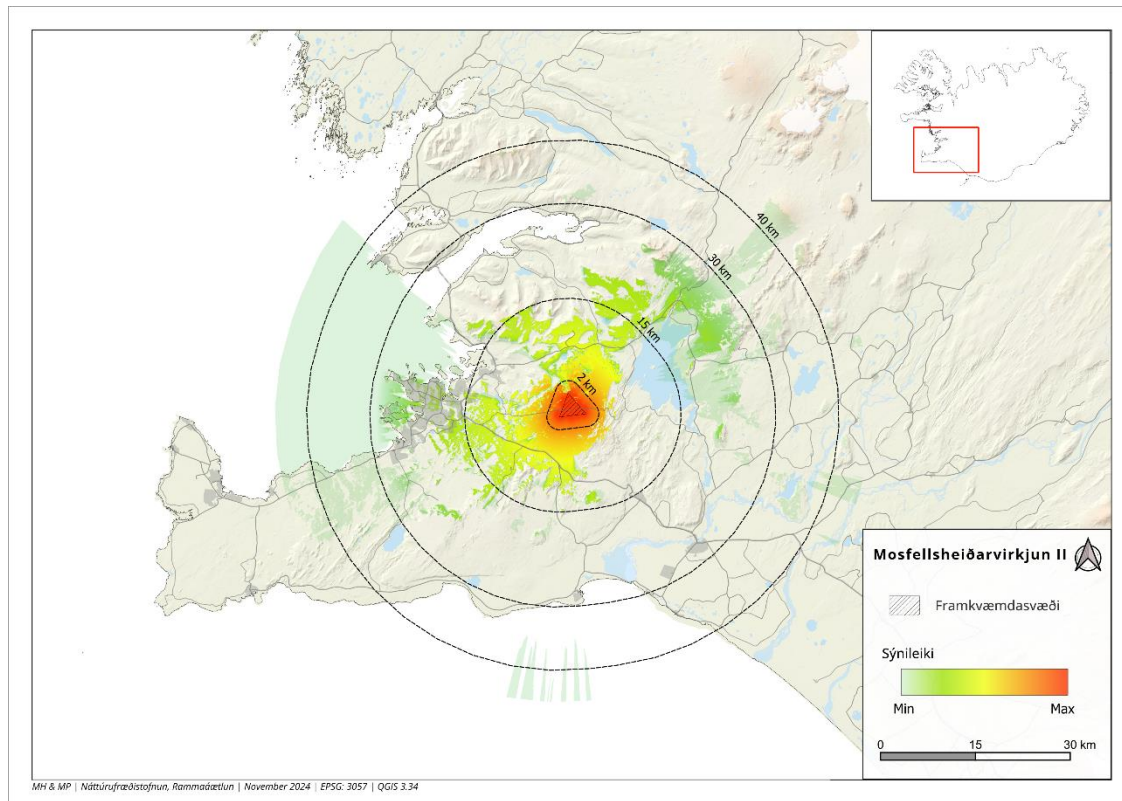 40 km
30 km
15 km
2 km
Mosfellsheiðarvirkjun II
Framkvæmdasvæði
Sýnileiki
Min Max
0 15 30 km
MH & MP | Náttúrufræðistofnun, Rammaáætlun | November 2024 | EPSG: 3057 | QGIS 3.34